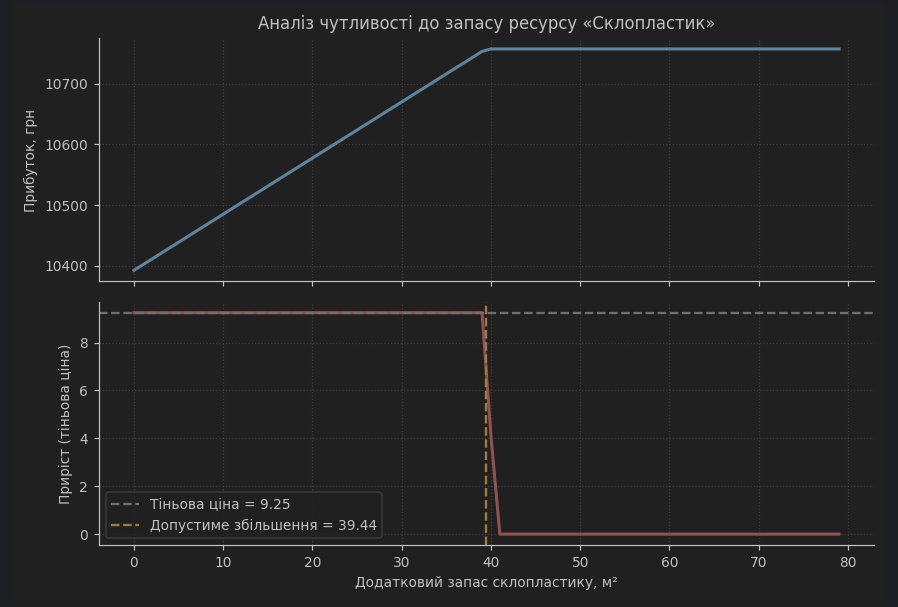 Аналіз чутливості до запасу ресурсу «Склопластик»
Прибуток, грн
10700
10600
10500
10400
Приріст (тіньова ціна)
8
6
4
2
0
Тіньова ціна = 9.25
Допустиме збільшення = 39.44
0 10 20 30 40 50 60 70 80
Додатковий запас склопластику, м²